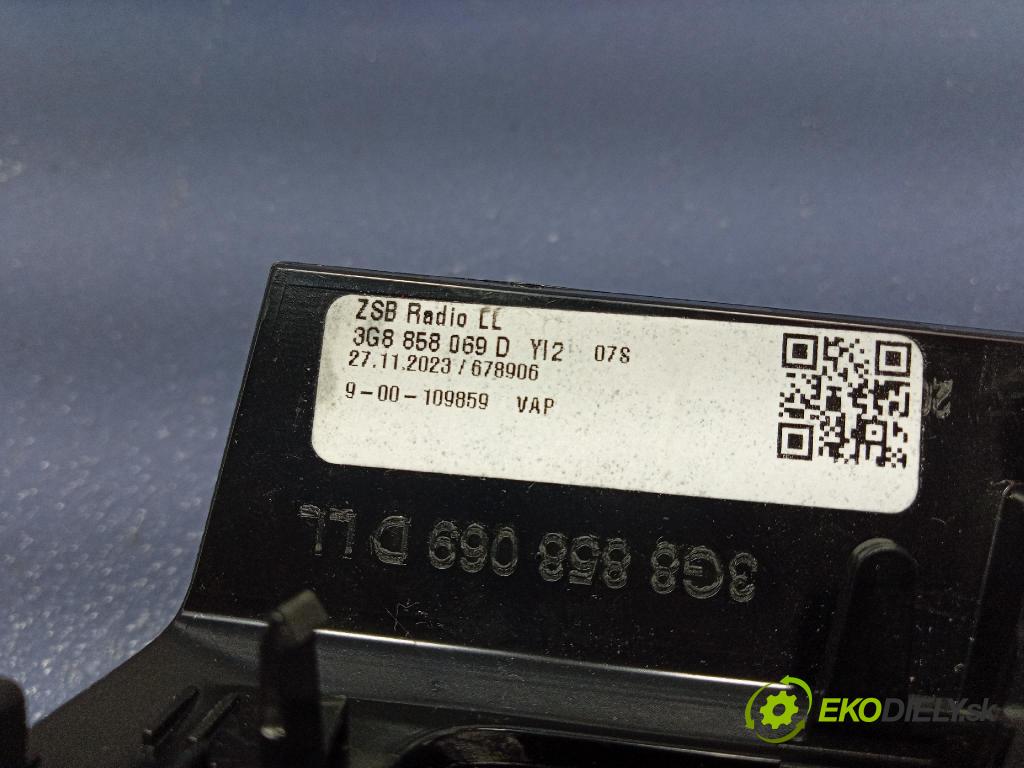 ZSB Radio LL
3G8 858 069 D YI2 07S
27.11.2023 / 678906
9-00-109859 VAP
3G8 858 069 D LL
EKODIELY.sk